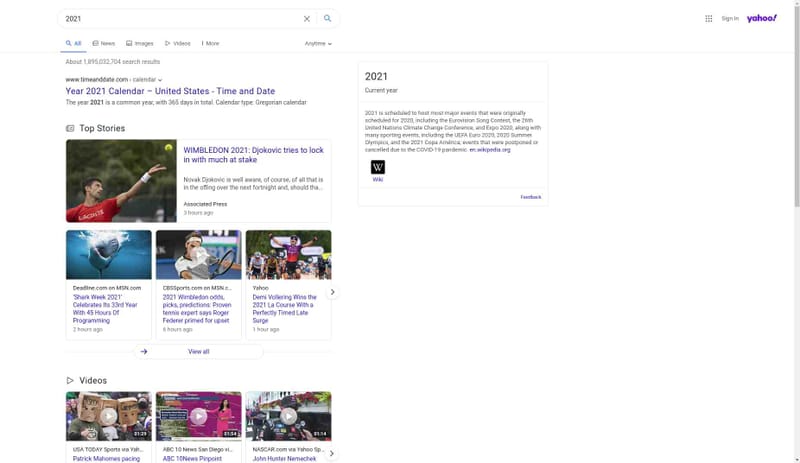 2021
Sign In
yahoo!
All
News
Images
Videos
More
Anytime
About 1,895,032,704 search results
www.timeanddate.com › calendar
Year 2021 Calendar – United States - Time and Date
The year 2021 is a common year, with 365 days in total. Calendar type: Gregorian calendar
Top Stories
WIMBLEDON 2021: Djokovic tries to lock
in with much at stake
Novak Djokovic is well aware, of course, of all that is
in the offing over the next fortnight and, should tha...
Associated Press
3 hours ago
Deadline.com on MSN.com
'Shark Week 2021'
Celebrates Its 33rd Year
With 45 Hours Of
Programming
2 hours ago
CBSSports.com on MSN.c...
2021 Wimbledon odds,
picks, predictions: Proven
tennis expert says Roger
Federer primed for upset
6 hours ago
Yahoo
Demi Vollering Wins the
2021 La Course With a
Perfectly Timed Late
Surge
1 hour ago
View all
Videos
01:29
USA TODAY Sports via Yah...
Patrick Mahomes pacing
01:54
ABC 10 News San Diego vi...
ABC 10News Pinpoint
01:14
NASCAR.com via Yahoo Sp...
John Hunter Nemechek
2021
Current year
2021 is scheduled to host most major events that were originally
scheduled for 2020, including the Eurovision Song Contest, the 26th
United Nations Climate Change Conference, and Expo 2020, along with
many sporting events, including the UEFA Euro 2020, 2020 Summer
Olympics, and the 2021 Copa América; events that were postponed or
cancelled due to the COVID-19 pandemic. en.wikipedia.org
W
Wiki
Feedback